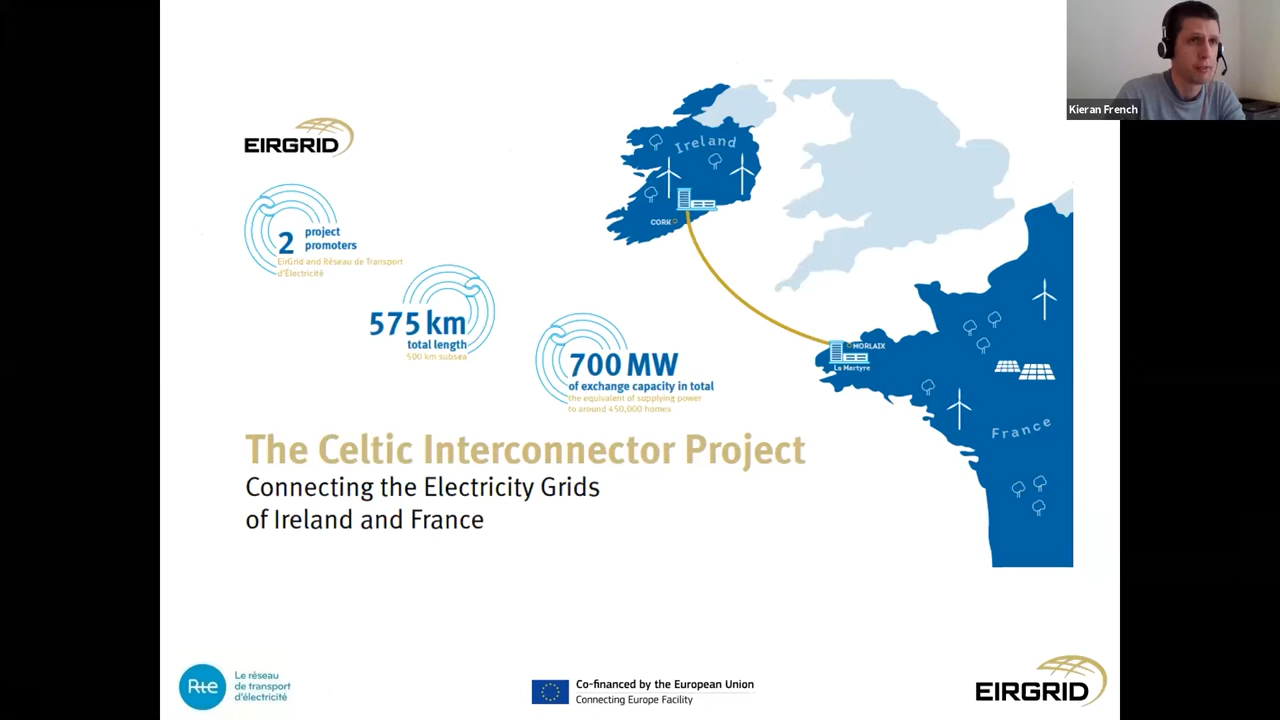 Kieran French
EIRGRID
2 project
promoters
EirGrid and Réseau de Transport
d'Électricité
575 km
total length
500 km subsea
700 MW
of exchange capacity in total
the equivalent of supplying power
to around 450,000 homes
Ireland
CORK
MORLAIX
La Martyre
France
The Celtic Interconnector Project
Connecting the Electricity Grids
of Ireland and France
Rte
Le réseau
de transport
d'électricité
Co-financed by the European Union
Connecting Europe Facility
EIRGRID